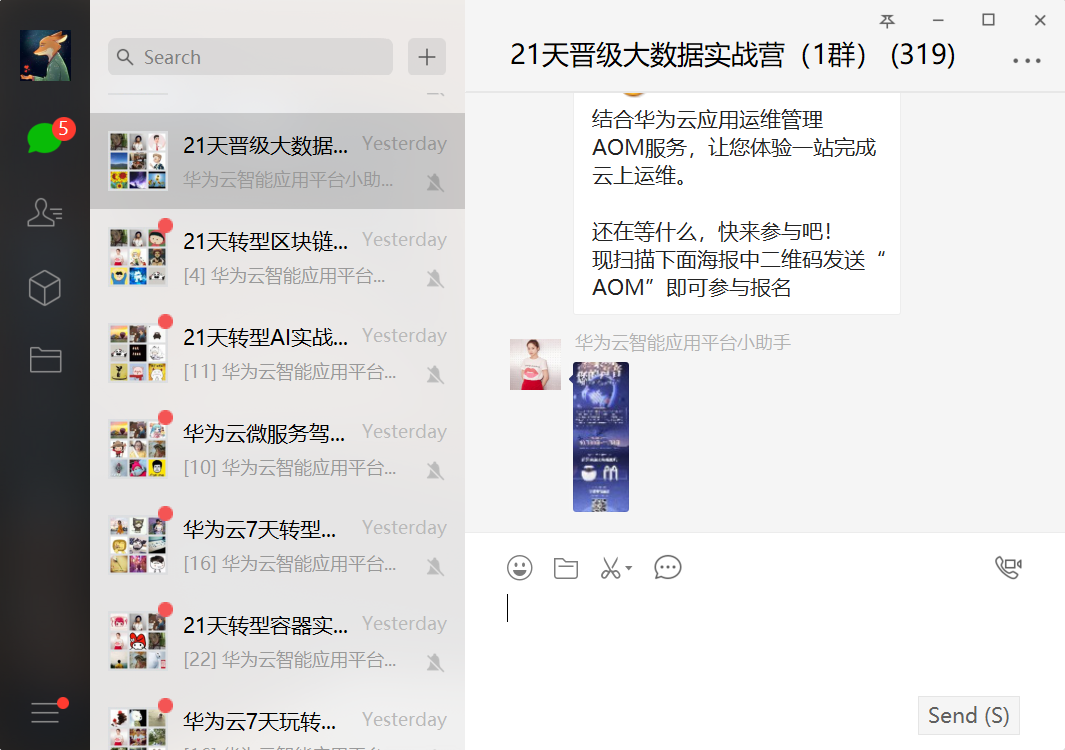 5
Search
21天晋级大数据...
Yesterday
华为云智能应用平台小助...
21天转型区块链...
Yesterday
[4] 华为云智能应用平台...
21天转型AI实战...
Yesterday
[11] 华为云智能应用平台...
华为云微服务驾...
Yesterday
[10] 华为云智能应用平台...
华为云7天转型...
Yesterday
[16] 华为云智能应用平台...
21天转型容器实...
Yesterday
[22] 华为云智能应用平台...
华为云7天玩转...
Yesterday
21天晋级大数据实战营（1群） (319)
结合华为云应用运维管理
AOM服务，让您体验一站完成
云上运维。
还在等什么，快来参与吧！
现扫描下面海报中二维码发送“
AOM”即可参与报名
华为云智能应用平台小助手
Send (S)